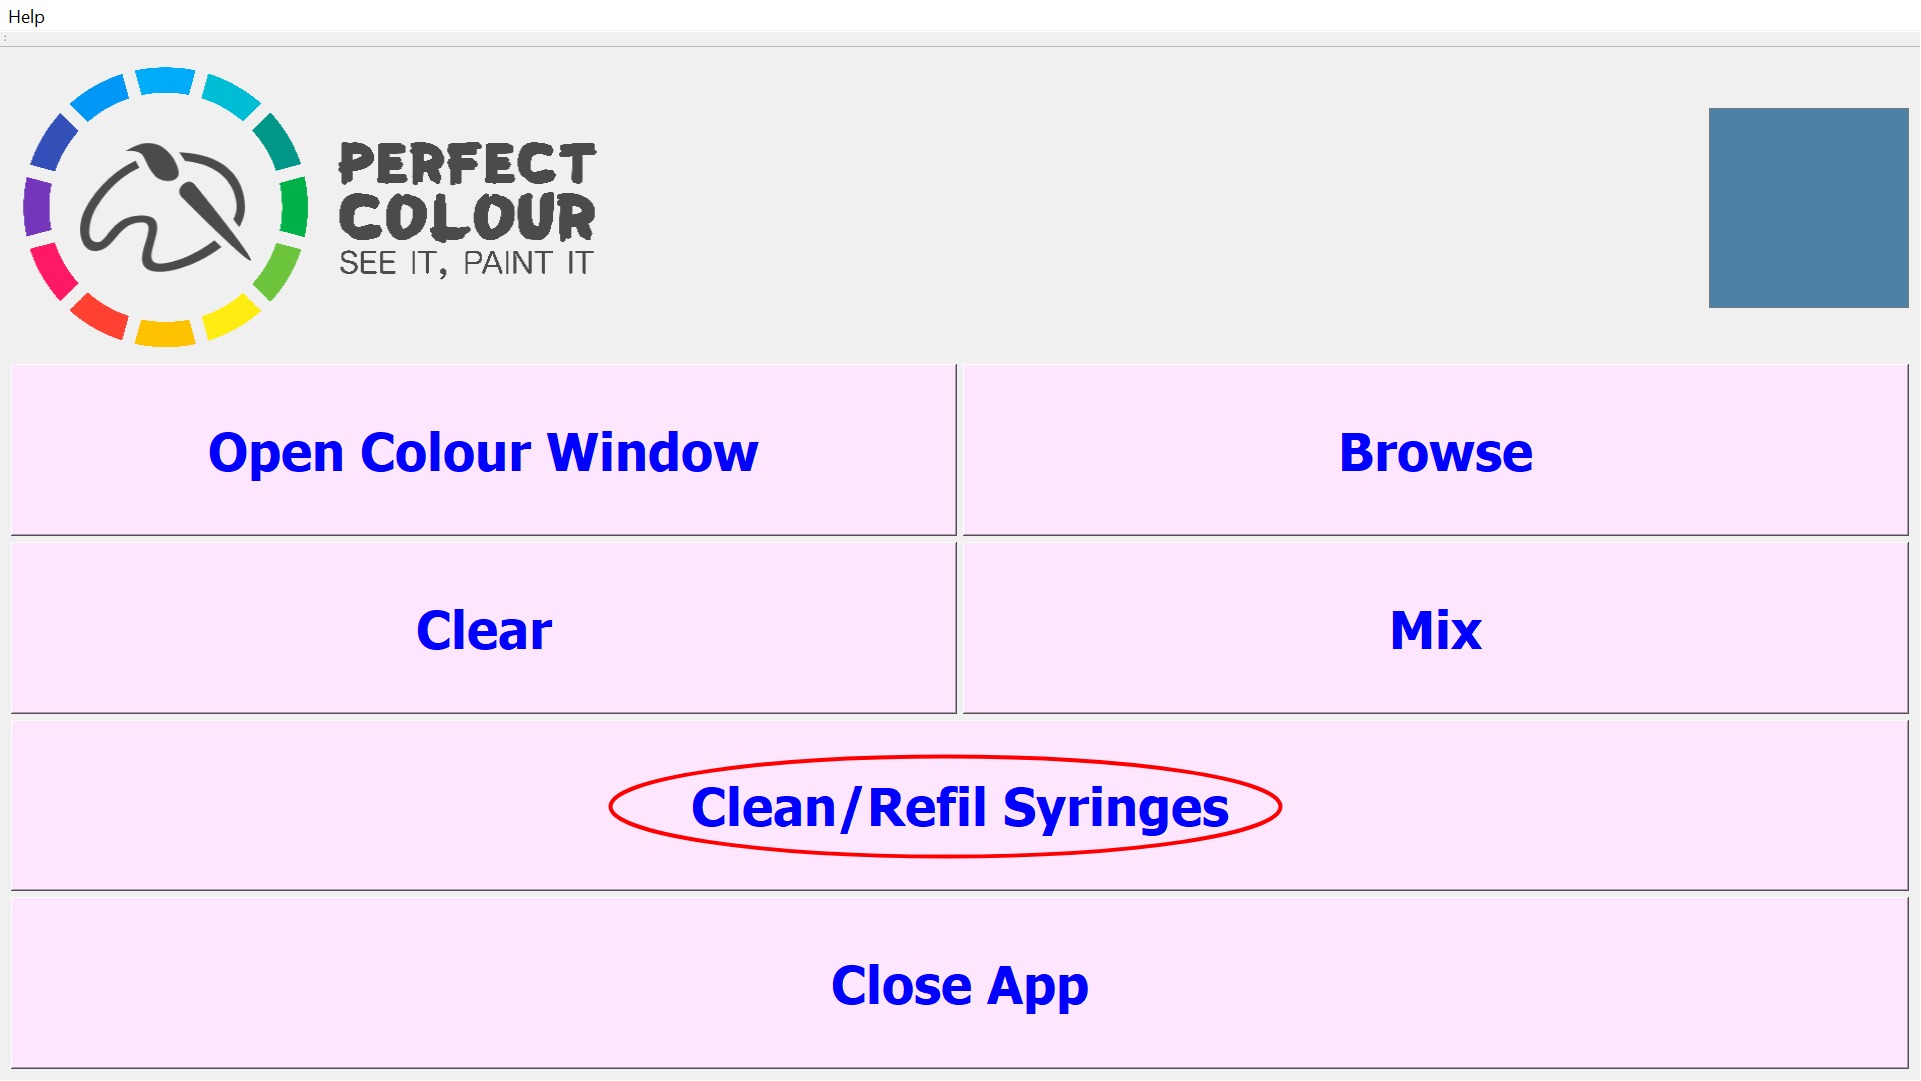 Help
PERFECT
COLOUR
SEE IT, PAINT IT
Open Colour Window
Browse
Clear
Mix
Clean/Refil Syringes
Close App